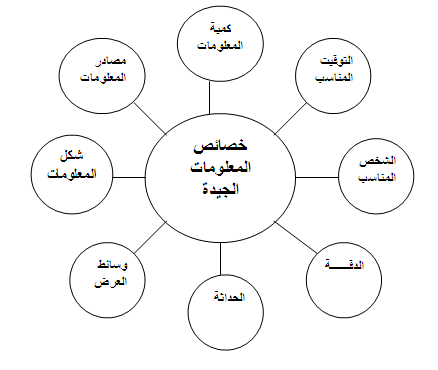 خصائص
المعلومات
الجيدة
كمية
المعلومات
التوقيت
المناسب
الشخص
المناسب
الدقـــــة
الحداثة
وسائط
العرض
شكل
المعلومات
مصادر
المعلومات